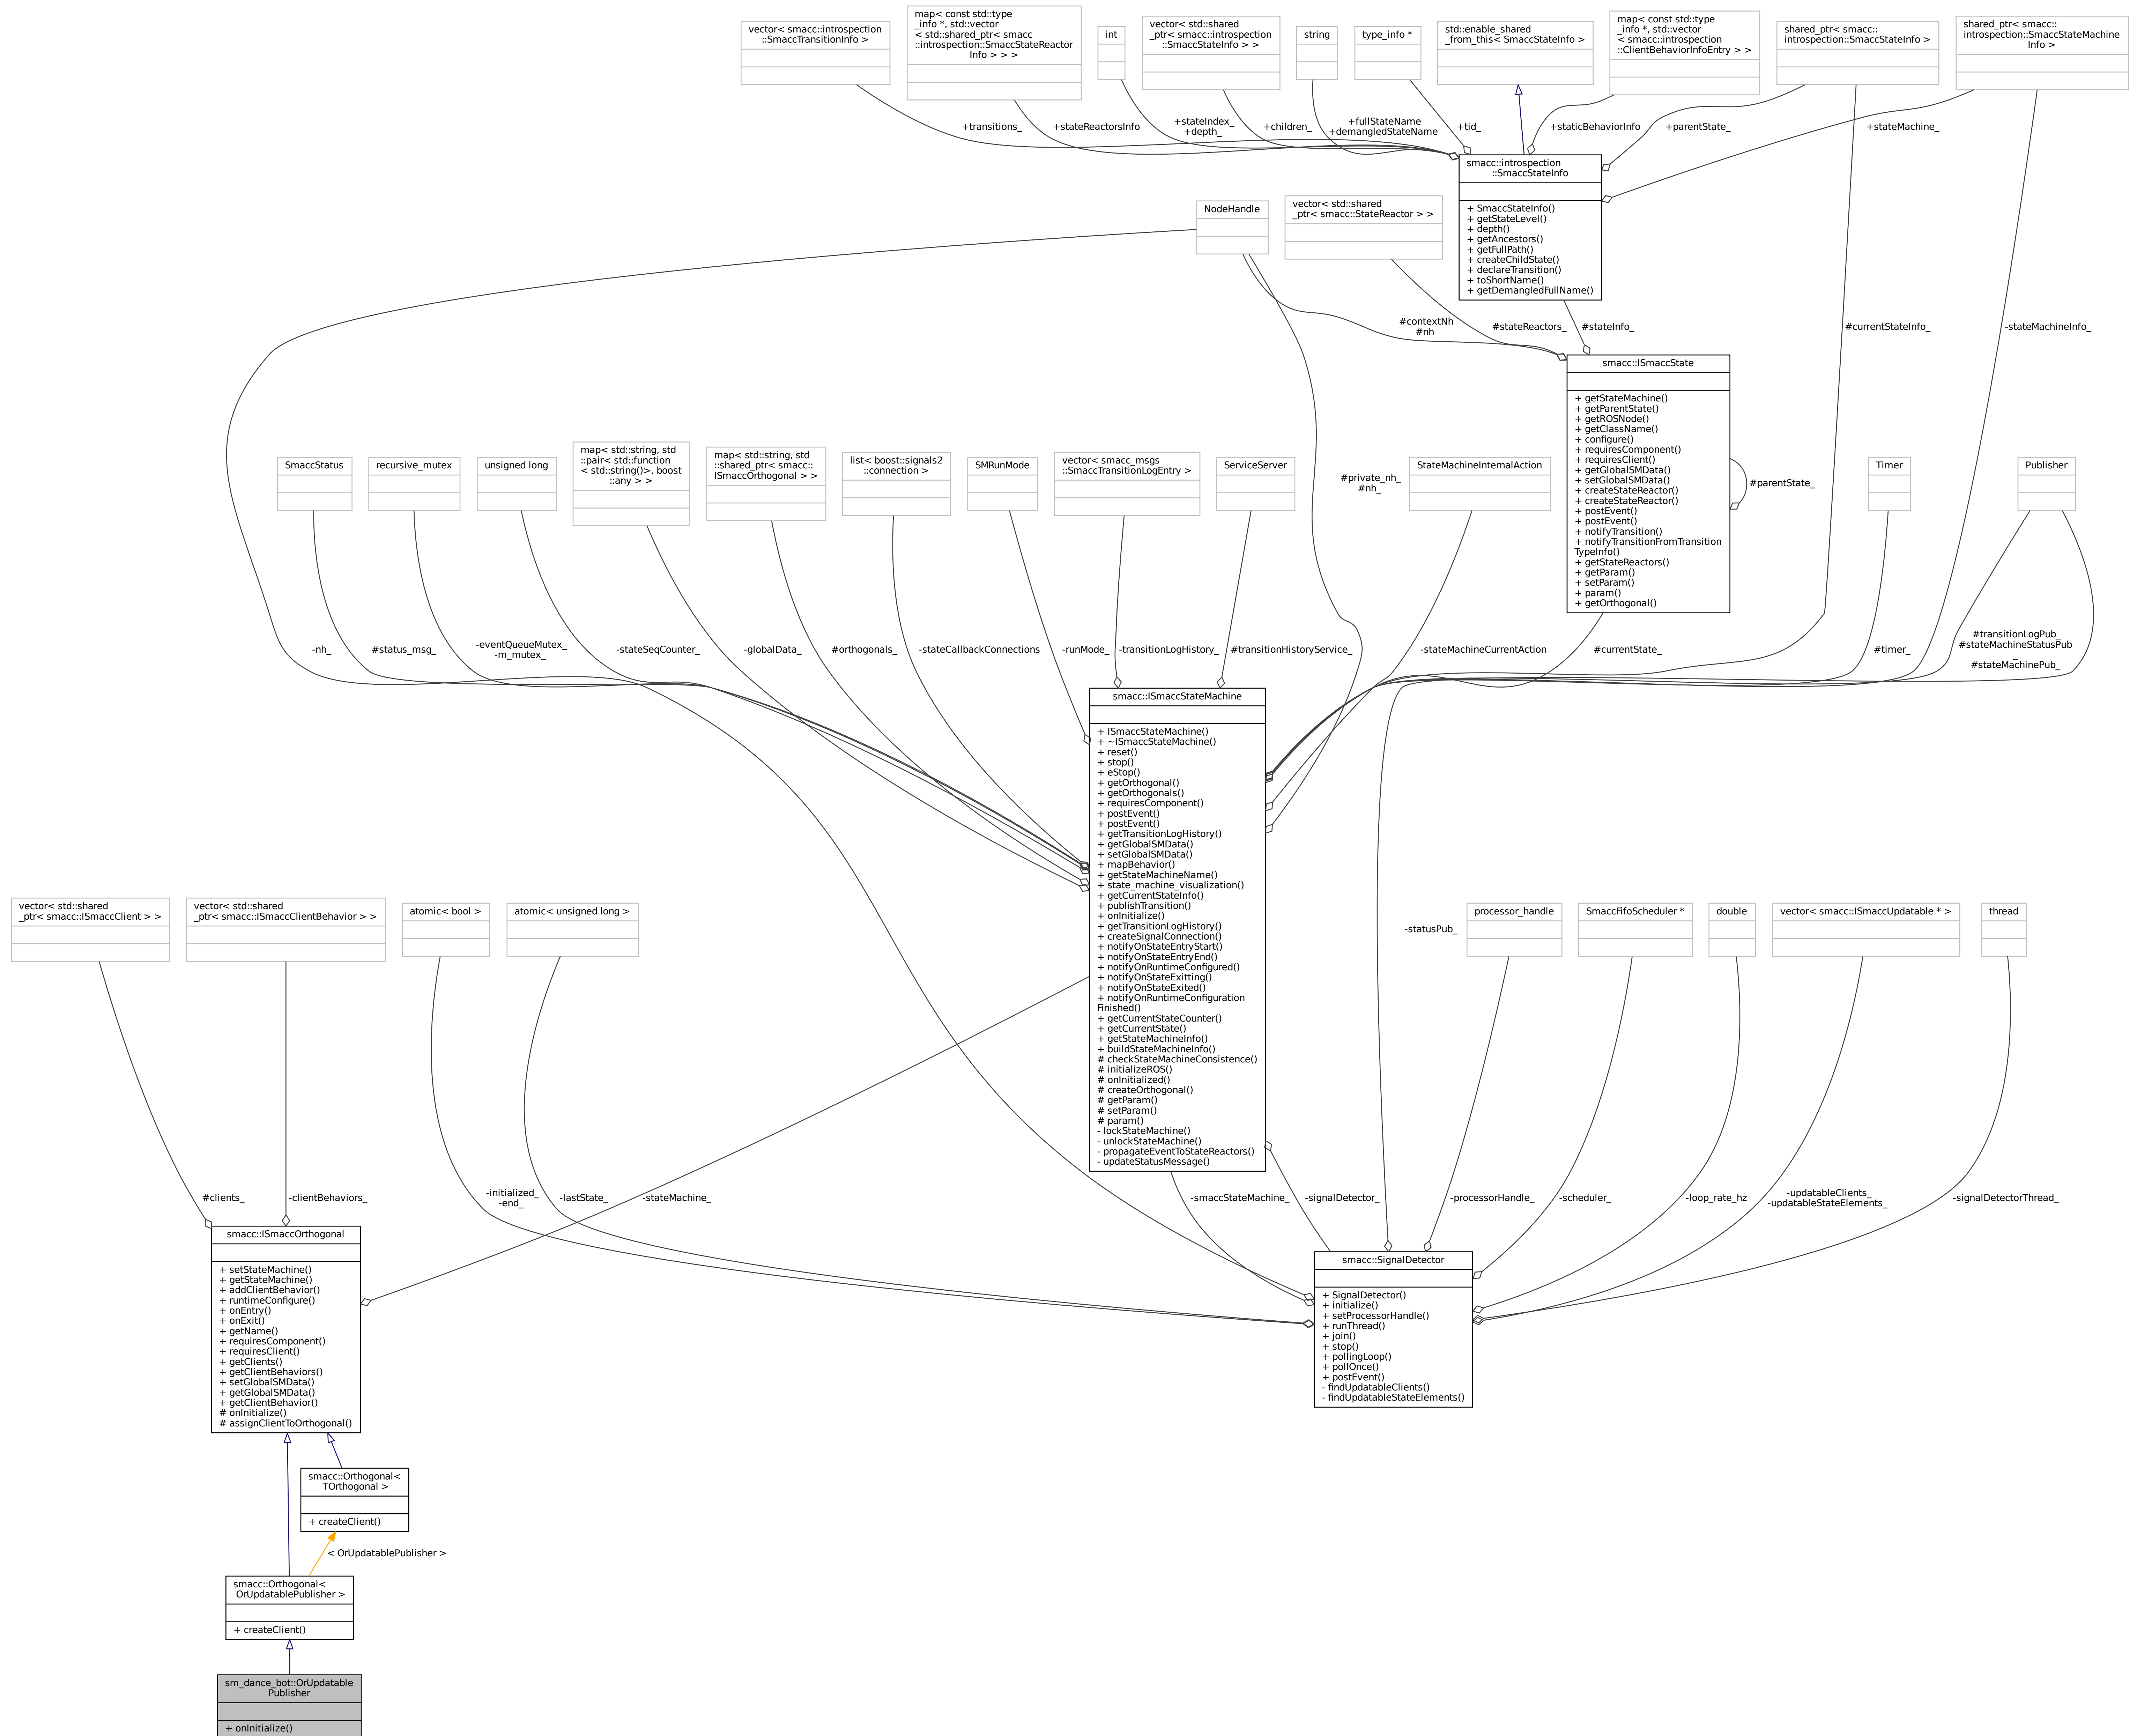 vector< smacc::introspection
::SmaccTransitionInfo >
map< const std::type
_info *, std::vector
< std::shared_ptr< smacc
::introspection::SmaccStateReactor
Info > > >
int
vector< std::shared
_ptr< smacc::introspection
::SmaccStateInfo > >
string
type_info *
std::enable_shared
_from_this< SmaccStateInfo >
map< const std::type
_info *, std::vector
< smacc::introspection
::ClientBehaviorInfoEntry > >
shared_ptr< smacc::
introspection::SmaccStateInfo >
shared_ptr< smacc::
introspection::SmaccStateMachine
Info >
+transitions_
+stateReactorsInfo
+stateIndex_
+depth_
+children_
+fullStateName
+demangledStateName
+tid_
+staticBehaviorInfo
+parentState_
+stateMachine_
smacc::introspection
::SmaccStateInfo
+ SmaccStateInfo()
+ getStateLevel()
+ depth()
+ getAncestors()
+ getFullPath()
+ createChildState()
+ declareTransition()
+ toShortName()
+ getDemangledFullName()
NodeHandle
vector< std::shared
_ptr< smacc::StateReactor > >
#contextNh
#nh
#stateReactors_
#stateInfo_
#currentStateInfo_
-stateMachineInfo_
smacc::ISmaccState
+ getStateMachine()
+ getParentState()
+ getROSNode()
+ getClassName()
+ configure()
+ requiresComponent()
+ requiresClient()
+ getGlobalSMData()
+ setGlobalSMData()
+ createStateReactor()
+ createStateReactor()
+ postEvent()
+ postEvent()
+ notifyTransition()
+ notifyTransitionFromTransition
TypeInfo()
+ getStateReactors()
+ getParam()
+ setParam()
+ param()
+ getOrthogonal()
#parentState_
SmaccStatus
recursive_mutex
unsigned long
map< std::string, std
::pair< std::function
< std::string()>, boost
::any > >
map< std::string, std
::shared_ptr< smacc::
ISmaccOrthogonal > >
list< boost::signals2
::connection >
SMRunMode
vector< smacc_msgs
::SmaccTransitionLogEntry >
ServiceServer
#private_nh_
#nh_
StateMachineInternalAction
Timer
Publisher
-nh_
#status_msg_
-eventQueueMutex_
-m_mutex_
-stateSeqCounter_
-globalData_
#orthogonals_
-stateCallbackConnections
-runMode_
-transitionLogHistory_
#transitionHistoryService_
-stateMachineCurrentAction
#currentState_
#timer_
#transitionLogPub_
#stateMachineStatusPub
_
#stateMachinePub_
smacc::ISmaccStateMachine
+ ISmaccStateMachine()
+ ~ISmaccStateMachine()
+ reset()
+ stop()
+ eStop()
+ getOrthogonal()
+ getOrthogonals()
+ requiresComponent()
+ postEvent()
+ postEvent()
+ getTransitionLogHistory()
+ getGlobalSMData()
+ setGlobalSMData()
+ mapBehavior()
+ getStateMachineName()
+ state_machine_visualization()
+ getCurrentStateInfo()
+ publishTransition()
+ onInitialize()
+ getTransitionLogHistory()
+ createSignalConnection()
+ notifyOnStateEntryStart()
+ notifyOnStateEntryEnd()
+ notifyOnRuntimeConfigured()
+ notifyOnStateExitting()
+ notifyOnStateExited()
+ notifyOnRuntimeConfiguration
Finished()
+ getCurrentStateCounter()
+ getCurrentState()
+ getStateMachineInfo()
+ buildStateMachineInfo()
# checkStateMachineConsistence()
# initializeROS()
# onInitialized()
# createOrthogonal()
# getParam()
# setParam()
# param()
- lockStateMachine()
- unlockStateMachine()
- propagateEventToStateReactors()
- updateStatusMessage()
vector< std::shared
_ptr< smacc::ISmaccClient > >
vector< std::shared
_ptr< smacc::ISmaccClientBehavior > >
atomic< bool >
atomic< unsigned long >
-statusPub_
processor_handle
SmaccFifoScheduler *
double
vector< smacc::ISmaccUpdatable * >
thread
#clients_
-clientBehaviors_
-initialized_
-end_
-lastState_
-stateMachine_
-smaccStateMachine_
-signalDetector_
-processorHandle_
-scheduler_
-loop_rate_hz
-updatableClients_
-updatableStateElements_
-signalDetectorThread_
smacc::ISmaccOrthogonal
+ setStateMachine()
+ getStateMachine()
+ addClientBehavior()
+ runtimeConfigure()
+ onEntry()
+ onExit()
+ getName()
+ requiresComponent()
+ requiresClient()
+ getClients()
+ getClientBehaviors()
+ setGlobalSMData()
+ getGlobalSMData()
+ getClientBehavior()
# onInitialize()
# assignClientToOrthogonal()
smacc::SignalDetector
+ SignalDetector()
+ initialize()
+ setProcessorHandle()
+ runThread()
+ join()
+ stop()
+ pollingLoop()
+ pollOnce()
+ postEvent()
- findUpdatableClients()
- findUpdatableStateElements()
smacc::Orthogonal<
TOrthogonal >
+ createClient()
< OrUpdatablePublisher >
smacc::Orthogonal<
OrUpdatablePublisher >
+ createClient()
sm_dance_bot::OrUpdatable
Publisher
+ onInitialize()